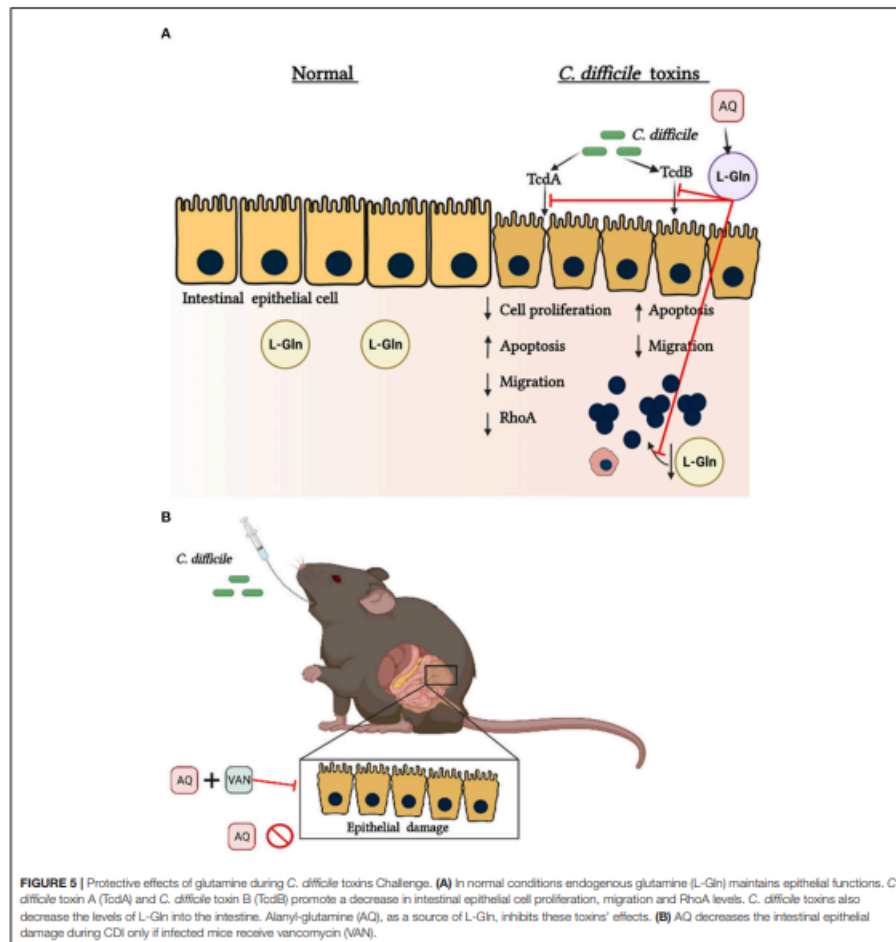 A
Normal
C. difficile toxins
AQ
C. difficile
TcdA
TcdB
L-Gln
Intestinal epithelial cell
L-Gln
L-Gln
Cell proliferation
Apoptosis
Migration
RhoA
Apoptosis
Migration
L-Gln
B
C. difficile
AQ + VAN
AQ
Epithelial damage
FIGURE 5 | Protective effects of glutamine during C. difficile toxins Challenge. (A) In normal conditions endogenous glutamine (L-Gln) maintains epithelial functions. C.
difficile toxin A (TcdA) and C. difficile toxin B (TcdB) promote a decrease in intestinal epithelial cell proliferation, migration and RhoA levels. C. difficile toxins also
decrease the levels of L-Gln into the intestine. Alanyl-glutamine (AQ), as a source of L-Gln, inhibits these toxins' effects. (B) AQ decreases the intestinal epithelial
damage during CDI only if infected mice receive vancomycin (VAN).